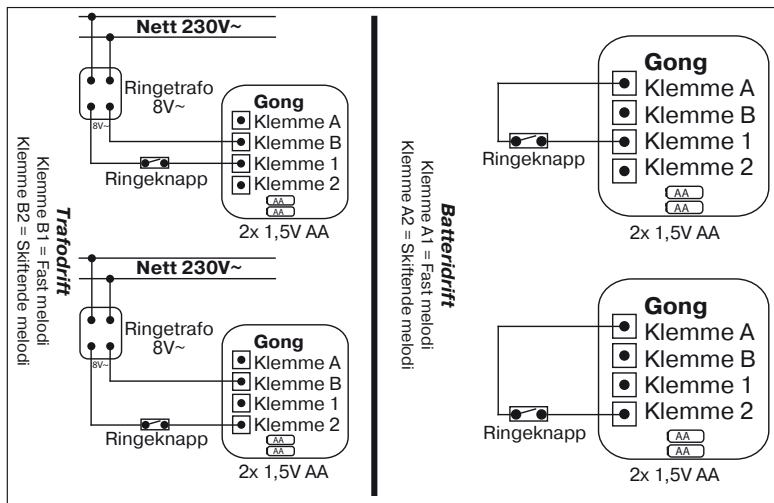 Trafodrift
Klemme B1 = Fast melodi
Klemme B2 = Skiftende melodi
Nett 230V~
Ringetrafo
8V~
8V~
Ringeknapp
Gong
Klemme A
Klemme B
Klemme 1
Klemme 2
AA
AA
2x 1,5V AA
Nett 230V~
Ringetrafo
8V~
8V~
Ringeknapp
Gong
Klemme A
Klemme B
Klemme 1
Klemme 2
AA
AA
2x 1,5V AA
Batteridrift
Klemme A1 = Fast melodi
Klemme A2 = Skiftende melodi
Ringeknapp
Gong
Klemme A
Klemme B
Klemme 1
Klemme 2
AA
AA
2x 1,5V AA
Ringeknapp
Gong
Klemme A
Klemme B
Klemme 1
Klemme 2
AA
AA
2x 1,5V AA